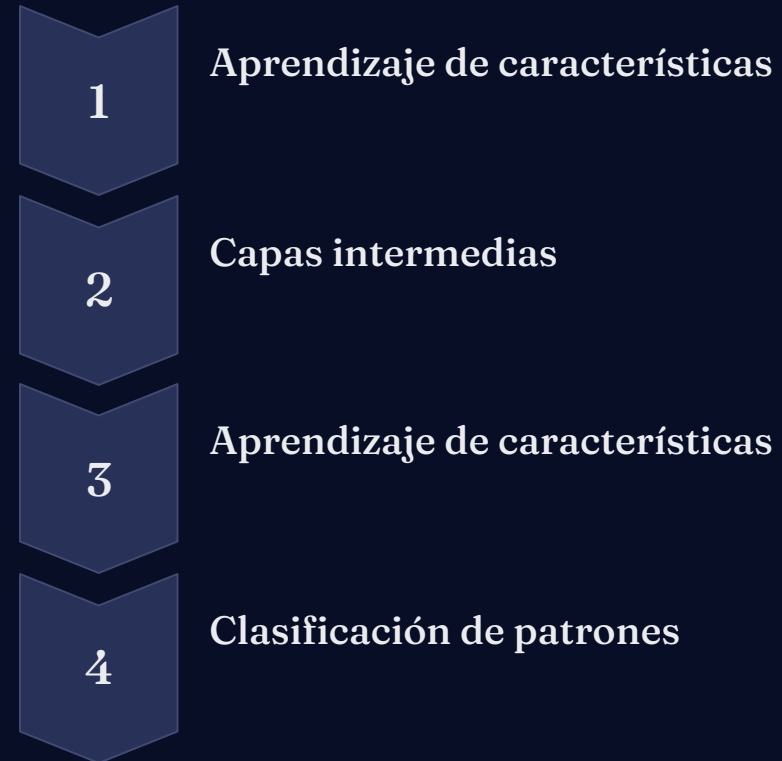 1
Aprendizaje de características
2
Capas intermedias
3
Aprendizaje de características
4
Clasificación de patrones